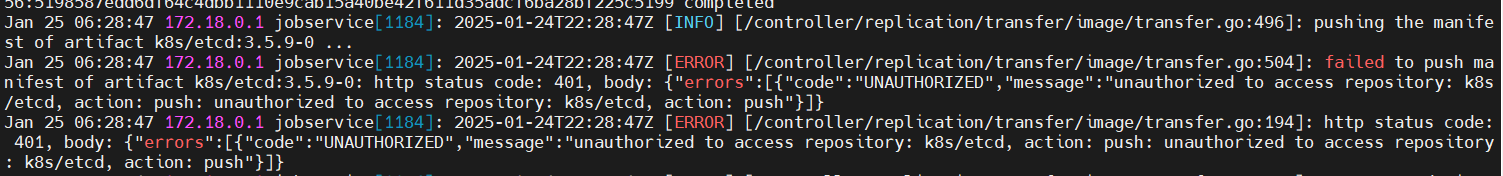 56:5198587edd6df64c4dbb1110e9cab15a40be42f611d35adcf6ba28bf225c5199 completed
Jan 25 06:28:47 172.18.0.1 jobservice[1184]: 2025-01-24T22:28:47Z [INFO] [/controller/replication/transfer/image/transfer.go:496]: pushing the manife
st of artifact k8s/etcd:3.5.9-0 ...
Jan 25 06:28:47 172.18.0.1 jobservice[1184]: 2025-01-24T22:28:47Z [ERROR] [/controller/replication/transfer/image/transfer.go:504]: failed to push ma
nifest of artifact k8s/etcd:3.5.9-0: http status code: 401, body: {"errors":[{"code":"UNAUTHORIZED","message":"unauthorized to access repository: k8s
/etcd, action: push: unauthorized to access repository: k8s/etcd, action: push"}]}
Jan 25 06:28:47 172.18.0.1 jobservice[1184]: 2025-01-24T22:28:47Z [ERROR] [/controller/replication/transfer/image/transfer.go:194]: http status code:
 401, body: {"errors":[{"code":"UNAUTHORIZED","message":"unauthorized to access repository: k8s/etcd, action: push: unauthorized to access repository
: k8s/etcd, action: push"}]}